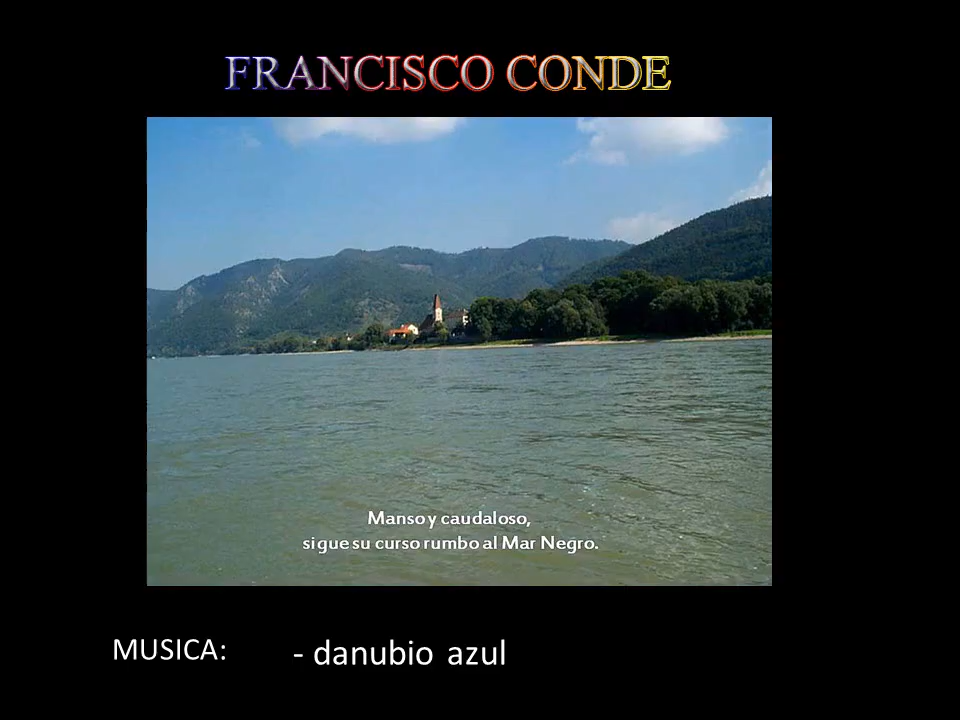 FRANCISCO CONDE
Manso y caudaloso,
sigue su curso rumbo al Mar Negro.
MUSICA: - danubio azul